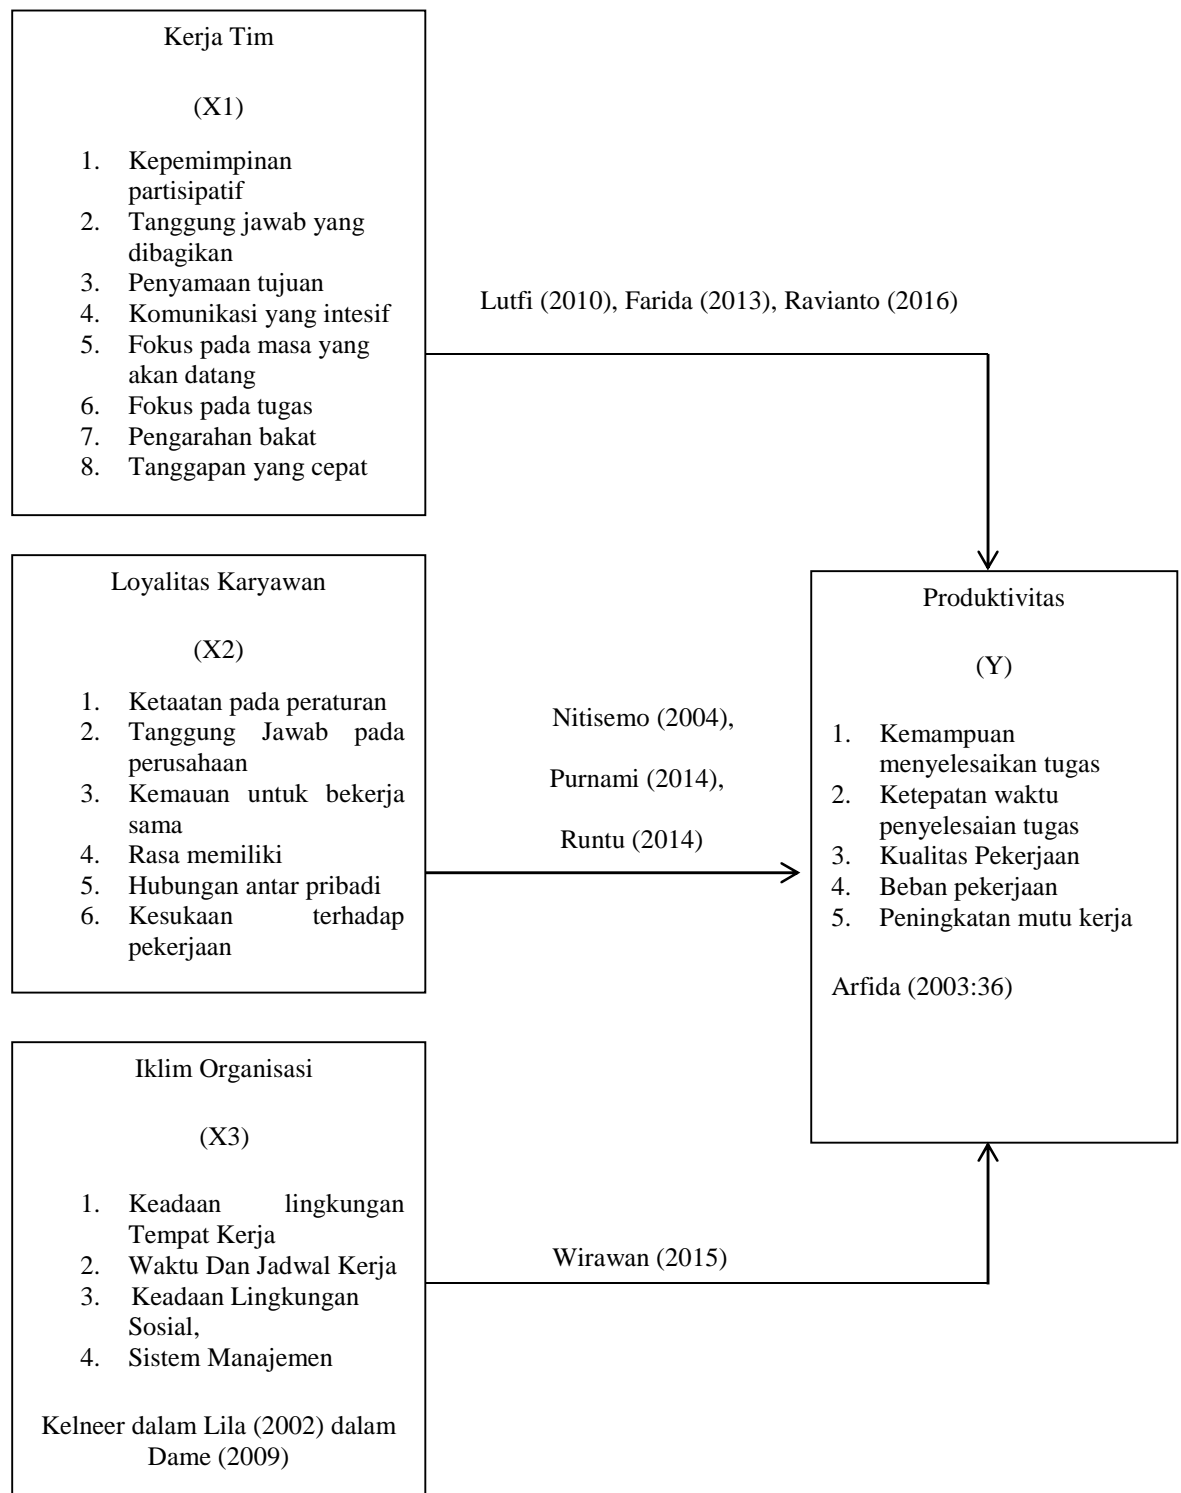 Kerja Tim
(X1)
1. Kepemimpinan
partisipatif
2. Tanggung jawab yang
dibagikan
3. Penyamaan tujuan
4. Komunikasi yang intesif
5. Fokus pada masa yang
akan datang
6. Fokus pada tugas
7. Pengarahan bakat
8. Tanggapan yang cepat
Lutfi (2010), Farida (2013), Ravianto (2016)
Loyalitas Karyawan
(X2)
1. Ketaatan pada peraturan
2. Tanggung Jawab pada
perusahaan
3. Kemauan untuk bekerja
sama
4. Rasa memiliki
5. Hubungan antar pribadi
6. Kesukaan terhadap
pekerjaan
Nitisemo (2004),
Purnami (2014),
Runtu (2014)
Produktivitas
(Y)
1. Kemampuan
menyelesaikan tugas
2. Ketepatan waktu
penyelesaian tugas
3. Kualitas Pekerjaan
4. Beban pekerjaan
5. Peningkatan mutu kerja
Arfida (2003:36)
Iklim Organisasi
(X3)
1. Keadaan lingkungan
Tempat Kerja
2. Waktu Dan Jadwal Kerja
3. Keadaan Lingkungan
Sosial,
4. Sistem Manajemen
Kelneer dalam Lila (2002) dalam
Dame (2009)
Wirawan (2015)